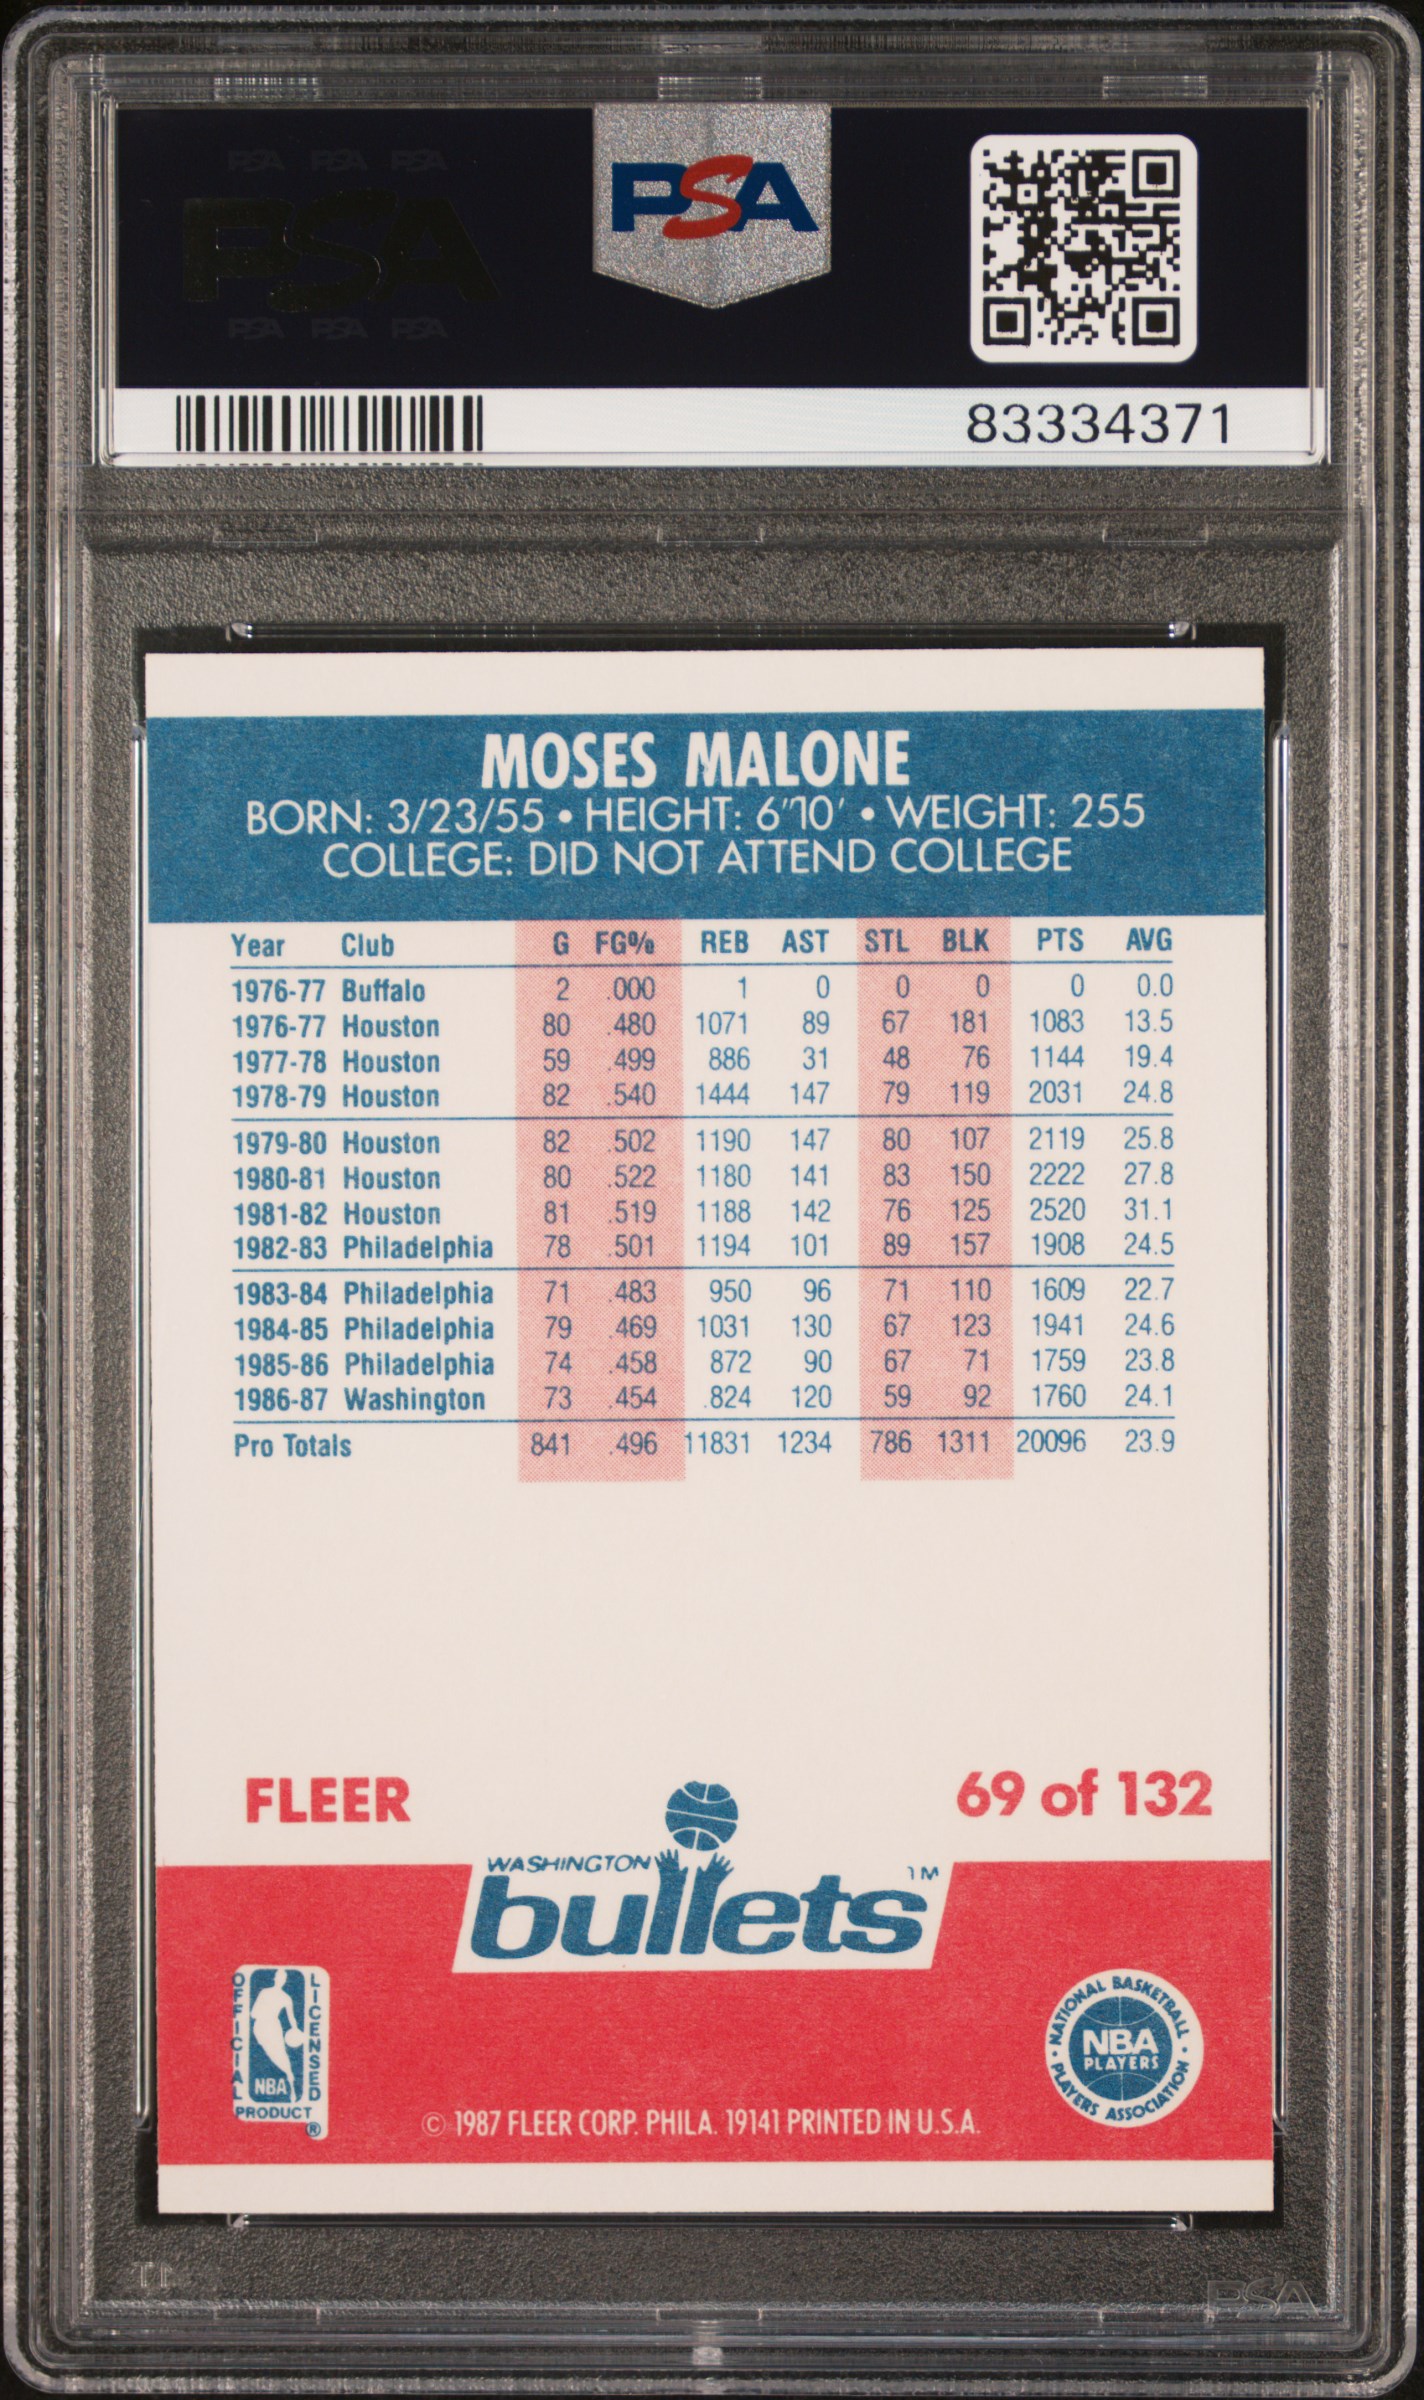 PSA PSA PSA
PSA
PSA PSA PSA
PSA
83334371
MOSES MALONE
BORN: 3/23/55 • HEIGHT: 6'10' • WEIGHT: 255
COLLEGE: DID NOT ATTEND COLLEGE
Year Club G FG% REB AST STL BLK PTS AVG
1976-77 Buffalo 2 .000 1 0 0 0 0 0.0
1976-77 Houston 80 .480 1071 89 67 181 1083 13.5
1977-78 Houston 59 .499 886 31 48 76 1144 19.4
1978-79 Houston 82 .540 1444 147 79 119 2031 24.8
1979-80 Houston 82 .502 1190 147 80 107 2119 25.8
1980-81 Houston 80 .522 1180 141 83 150 2222 27.8
1981-82 Houston 81 .519 1188 142 76 125 2520 31.1
1982-83 Philadelphia 78 .501 1194 101 89 157 1908 24.5
1983-84 Philadelphia 71 .483 950 96 71 110 1609 22.7
1984-85 Philadelphia 79 .469 1031 130 67 123 1941 24.6
1985-86 Philadelphia 74 .458 872 90 67 71 1759 23.8
1986-87 Washington 73 .454 .824 120 59 92 1760 24.1
Pro Totals 841 .496 11831 1234 786 1311 20096 23.9
FLEER
69 of 132
WASHINGTON
bullets TM
OFFICIAL LICENSED
NBA
PRODUCT ®
NATIONAL BASKETBALL
NBA
PLAYERS
PLAYERS ASSOCIATION
© 1987 FLEER CORP. PHILA. 19141 PRINTED IN U.S.A.
PSA